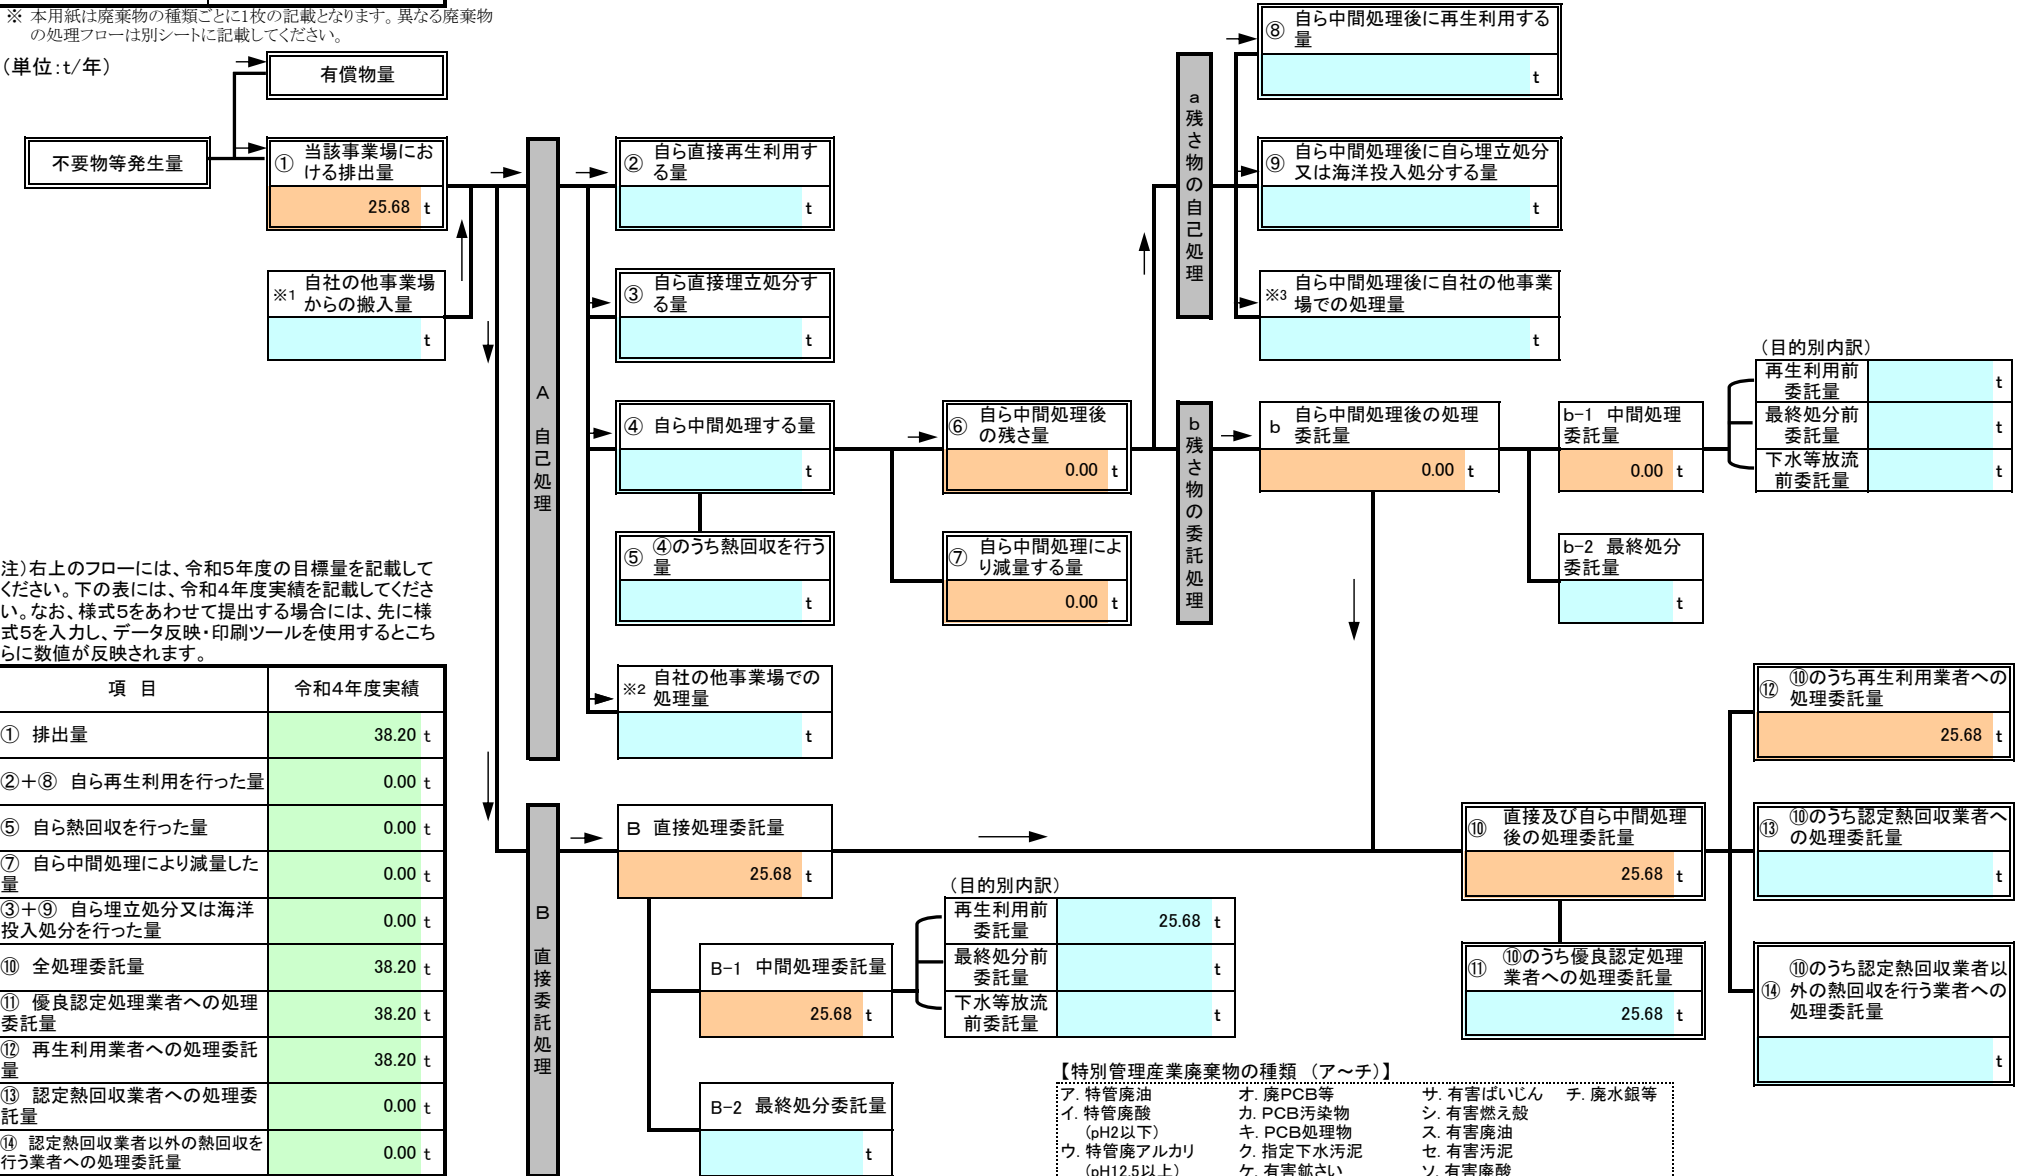 ※ 本用紙は廃棄物の種類ごとに1枚の記載となります。異なる廃棄物
の処理フローは別シートに記載してください。
(単位:t/年)
有償物量
不要物等発生量
① 当該事業場にお
ける排出量
25.68 t
※1 自社の他事業場
からの搬入量
t
A 自己処理
② 自ら直接再生利用す
る量
t
③ 自ら直接埋立処分す
る量
t
④ 自ら中間処理する量
t
⑤ ④のうち熱回収を行う
量
t
※2 自社の他事業場での
処理量
t
⑥ 自ら中間処理後
の残さ量
0.00 t
⑦ 自ら中間処理によ
り減量する量
0.00 t
a 残さ物の自己処理
⑧ 自ら中間処理後に再生利用する
量
t
⑨ 自ら中間処理後に自ら埋立処分
又は海洋投入処分する量
t
※3 自ら中間処理後に自社の他事業
場での処理量
t
b 残さ物の委託処理
b 自ら中間処理後の処理
委託量
0.00 t
b-1 中間処理
委託量
0.00 t
b-2 最終処分
委託量
t
(目的別内訳)
再生利用前
委託量
t
最終処分前
委託量
t
下水等放流
前委託量
t
注)右上のフローには、令和5年度の目標量を記載して
ください。下の表には、令和4年度実績を記載してくださ
い。なお、様式5をあわせて提出する場合には、先に様
式5を入力し、データ反映・印刷ツールを使用するとこち
らに数値が反映されます。
項 目 令和4年度実績
① 排出量 38.20 t
②+⑧ 自ら再生利用を行った量 0.00 t
⑤ 自ら熱回収を行った量 0.00 t
⑦ 自ら中間処理により減量した
量
0.00 t
③+⑨ 自ら埋立処分又は海洋
投入処分を行った量
0.00 t
⑩ 全処理委託量 38.20 t
⑪ 優良認定処理業者への処理
委託量
38.20 t
⑫ 再生利用業者への処理委託
量
38.20 t
⑬ 認定熱回収業者への処理委
託量
0.00 t
⑭ 認定熱回収業者以外の熱回収を
行う業者への処理委託量
0.00 t
B 直接委託処理
B 直接処理委託量
25.68 t
B-1 中間処理委託量
25.68 t
B-2 最終処分委託量
t
(目的別内訳)
再生利用前
委託量
25.68 t
最終処分前
委託量
t
下水等放流
前委託量
t
⑩ 直接及び自ら中間処理
後の処理委託量
25.68 t
⑪ ⑩のうち優良認定処理
業者への処理委託量
25.68 t
⑫ ⑩のうち再生利用業者への
処理委託量
25.68 t
⑬ ⑩のうち認定熱回収業者へ
の処理委託量
t
⑭ ⑩のうち認定熱回収業者以
外の熱回収を行う業者への
処理委託量
t
【特別管理産業廃棄物の種類 (ア~チ)】
ア. 特管廃油 オ. 廃PCB等 サ. 有害ばいじん チ. 廃水銀等
イ. 特管廃酸 カ. PCB汚染物 シ. 有害燃え殻
(pH2以下) キ. PCB処理物 ス. 有害廃油
ウ. 特管廃アルカリ ク. 指定下水汚泥 セ. 有害汚泥
(pH12.5以上) ケ. 有害鉱さい ソ. 有害廃酸